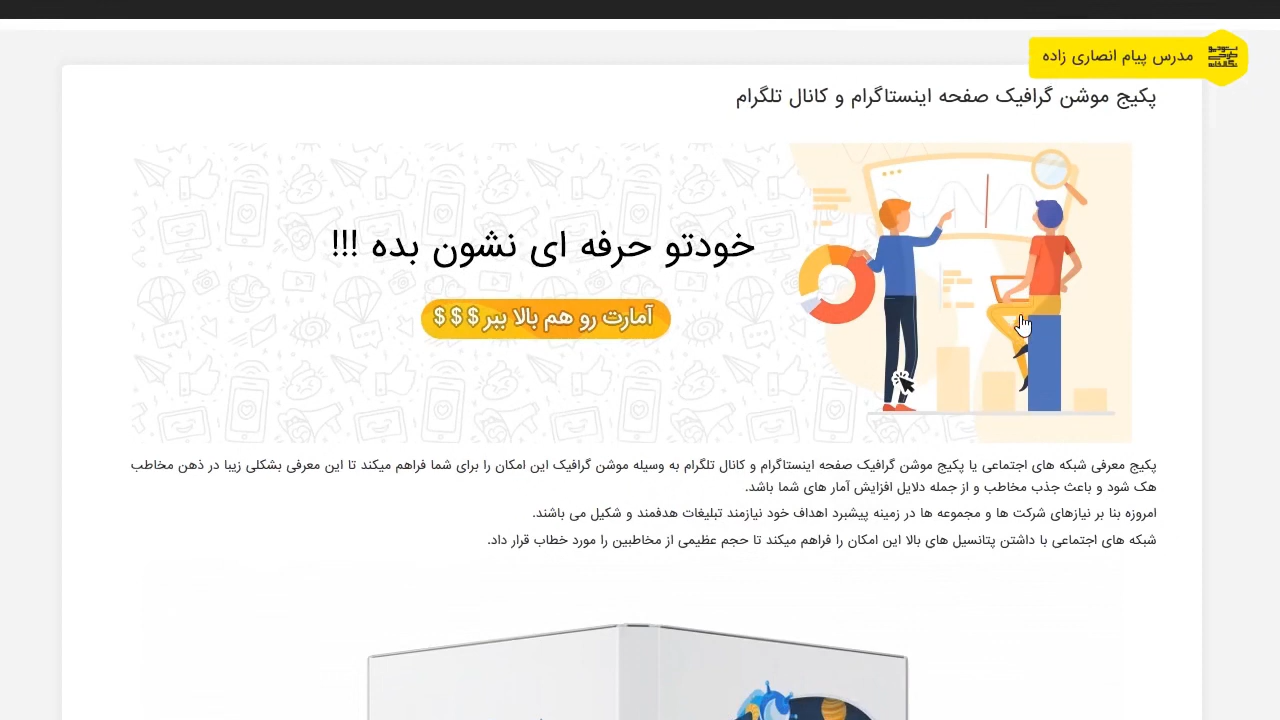 مدرس پیام انصاری زاده
پکیج موشن گرافیک صفحه اینستاگرام و کانال تلگرام
خودتو حرفه ای نشون بده !!!
آمارت رو هم بالا ببر $ $ $
پکیج معرفی شبکه های اجتماعی یا پکیج موشن گرافیک صفحه اینستاگرام و کانال تلگرام به وسیله موشن گرافیک این امکان را برای شما فراهم میکند تا این معرفی بشکلی زیبا در ذهن مخاطب
هک شود و باعث جذب مخاطب و از جمله دلایل افزایش آمار های شما باشد.
امروزه بنا بر نیازهای شرکت ها و مجموعه ها در زمینه پیشبرد اهداف خود نیازمند تبلیغات هدفمند و شکیل می باشند.
شبکه های اجتماعی با داشتن پتانسیل های بالا این امکان را فراهم میکند تا حجم عظیمی از مخاطبین را مورد خطاب قرار داد.